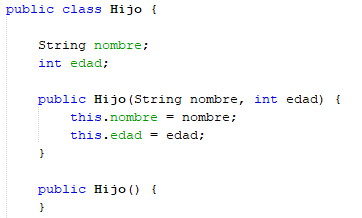 public class Hijo {
String nombre;
int edad;
public Hijo(String nombre, int edad) {
this.nombre = nombre;
this.edad = edad;
}
public Hijo() {
}